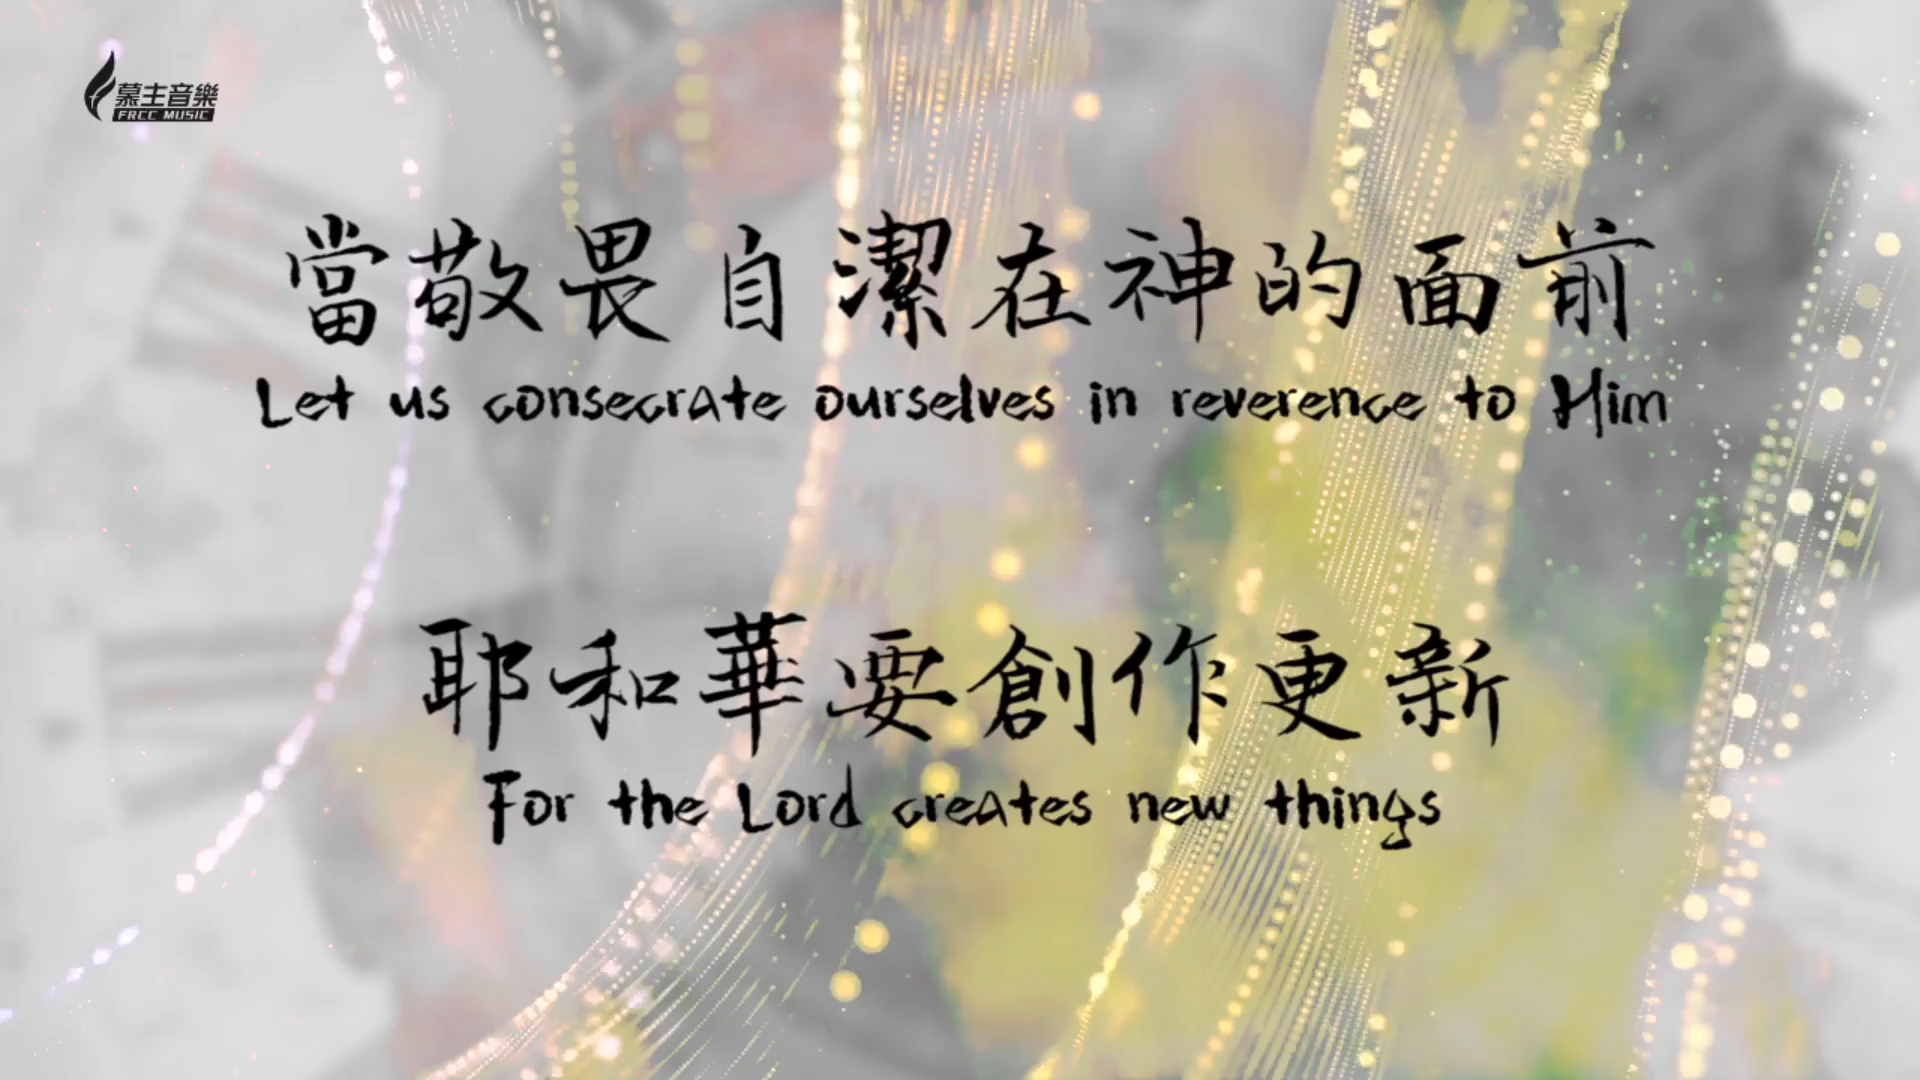 慕主音樂
FRCC MUSIC
當敬畏自潔在神的面前
Let us consecrate ourselves in reverence to Him
耶和華要創作更新
For the Lord creates new things